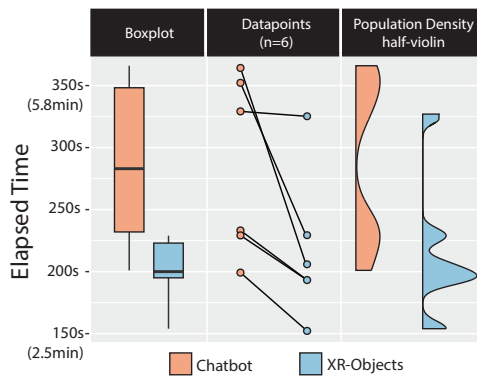 Boxplot
Datapoints
(n=6)
Population Density
half-violin
Elapsed Time
350s-
(5.8min)
300s-
250s-
200s-
150s-
(2.5min)
Chatbot
XR-Objects